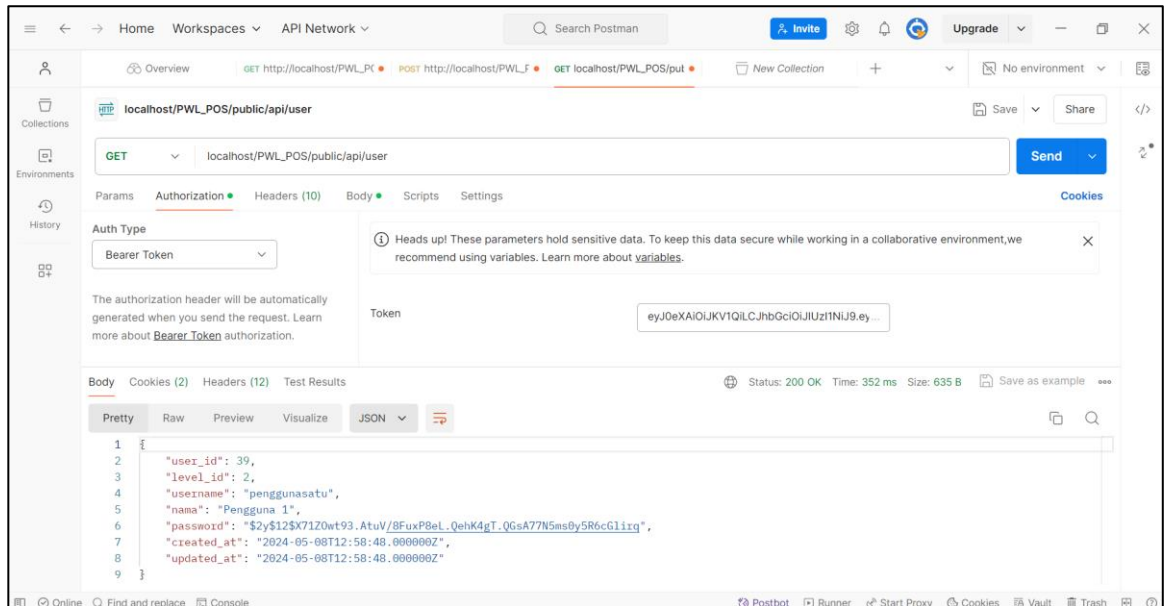 Home Workspaces API Network Search Postman Invite Upgrade
Overview GET http://localhost/PWL_P( POST http://localhost/PWL_F GET localhost/PWL_POS/pul New Collection No environment
HTTP localhost/PWL_POS/public/api/user Save Share
Collections
GET localhost/PWL_POS/public/api/user Send
Environments
Params Authorization Headers (10) Body Scripts Settings Cookies
History
Auth Type
Bearer Token
Heads up! These parameters hold sensitive data. To keep this data secure while working in a collaborative environment,we
recommend using variables. Learn more about variables.
The authorization header will be automatically
generated when you send the request. Learn
more about Bearer Token authorization.
Token eyJ0eXAiOiJKV1QiLCJhbGciOiJIUzI1NiJ9.ey...
Body Cookies (2) Headers (12) Test Results Status: 200 OK Time: 352 ms Size: 635 B Save as example
Pretty Raw Preview Visualize JSON
1 {
2 "user_id": 39,
3 "level_id": 2,
4 "username": "penggunasatu",
5 "nama": "Pengguna 1",
6 "password": "$2y$12$X71ZOwt93.AtuV/8FuxP8eL.QehK4gT.QGsA77N5ms0y5R6cGlirq",
7 "created_at": "2024-05-08T12:58:48.000000Z",
8 "updated_at": "2024-05-08T12:58:48.000000Z"
9 }
Online Find and replace Console Postbot Runner Start Proxy Cookies Vault Trash